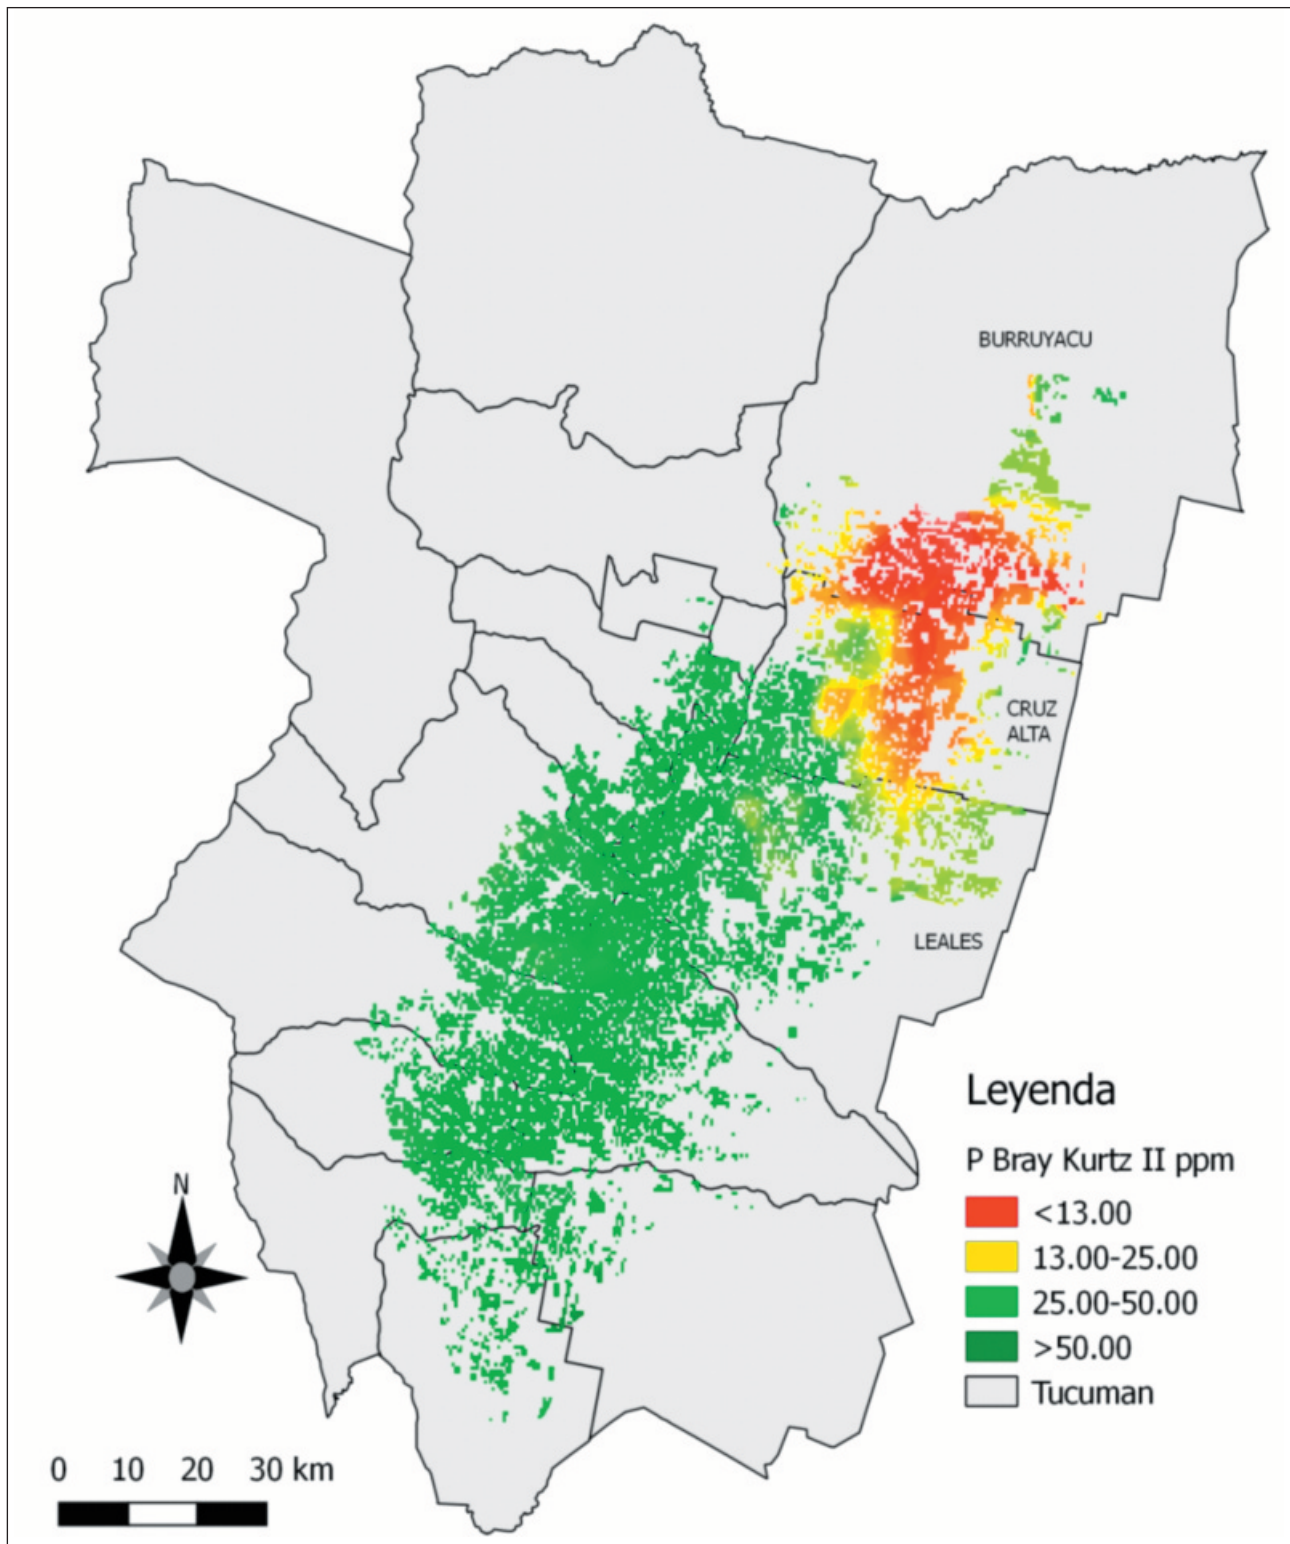 BURRUYACU
CRUZ
ALTA
LEALES
Leyenda
P Bray Kurtz II ppm
<13.00
13.00-25.00
25.00-50.00
>50.00
Tucuman
N
0 10 20 30 km